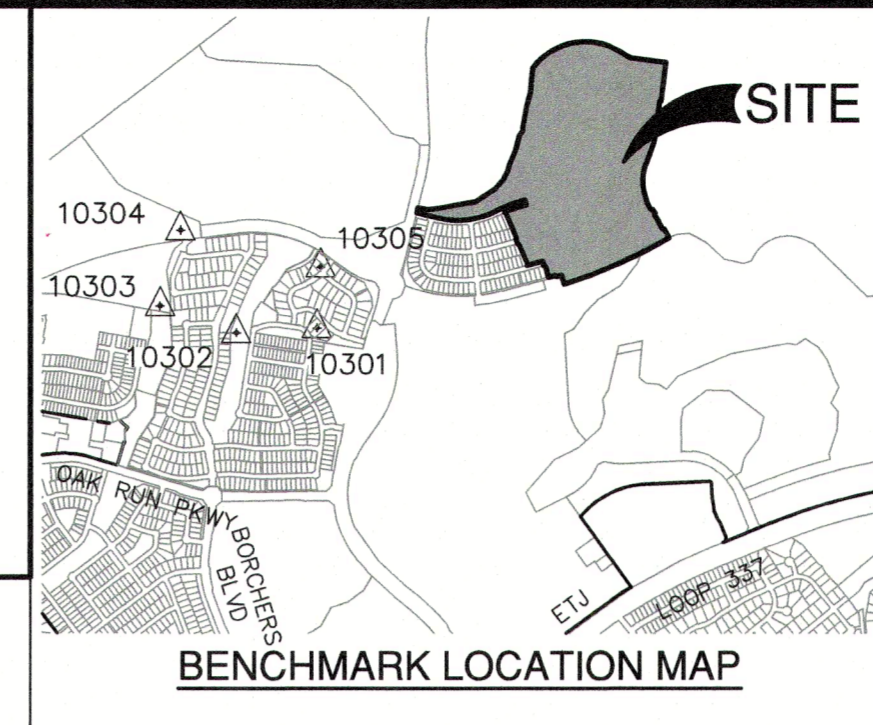 SITE
10304
10305
10303
10302
10301
OAK RUN PKWY
BORCHERS
BLVD
ETJ
LOOP 337
BENCHMARK LOCATION MAP